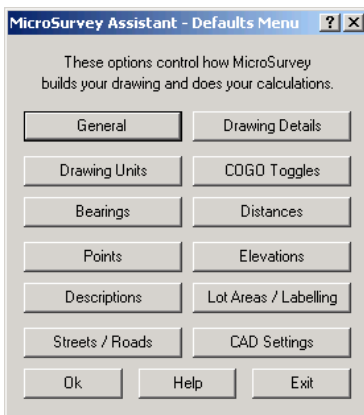 MicroSurvey Assistant - Defaults Menu ? X
These options control how MicroSurvey
builds your drawing and does your calculations.
General Drawing Details
Drawing Units COGO Toggles
Bearings Distances
Points Elevations
Descriptions Lot Areas / Labelling
Streets / Roads CAD Settings
Ok Help Exit